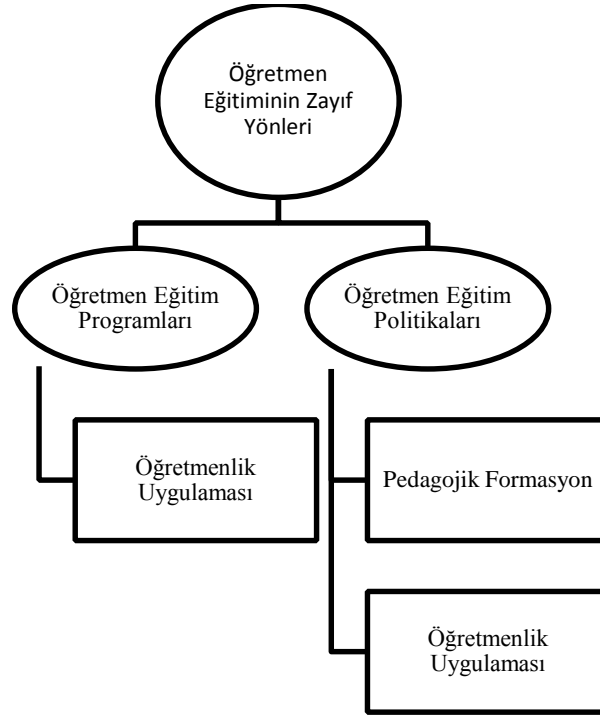 Öğretmen
Eğitiminin Zayıf
Yönleri
Öğretmen Eğitim
Programları
Öğretmen Eğitim
Politikaları
Öğretmenlik
Uygulaması
Pedagojik Formasyon
Öğretmenlik
Uygulaması